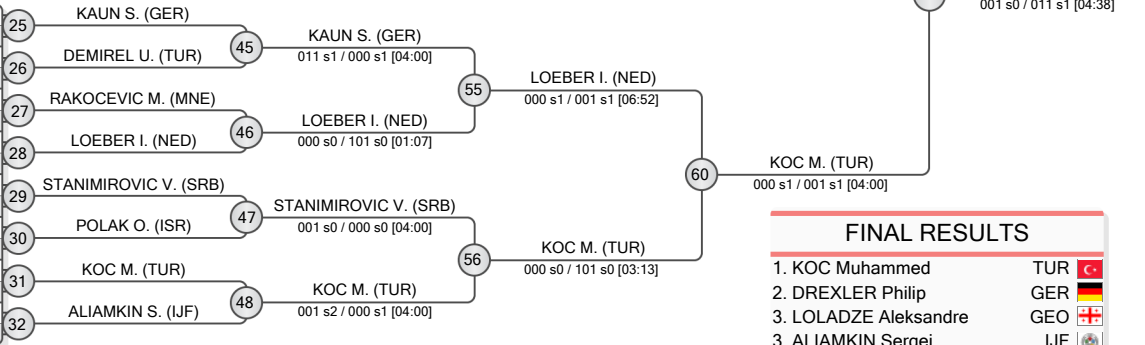 001 s0 / 011 s1 [04:38]
25
KAUN S. (GER)
26
DEMIREL U. (TUR)
45
KAUN S. (GER)
011 s1 / 000 s1 [04:00]
27
RAKOCEVIC M. (MNE)
28
LOEBER I. (NED)
46
LOEBER I. (NED)
000 s0 / 101 s0 [01:07]
55
LOEBER I. (NED)
000 s1 / 001 s1 [06:52]
29
STANIMIROVIC V. (SRB)
30
POLAK O. (ISR)
47
STANIMIROVIC V. (SRB)
001 s0 / 000 s0 [04:00]
31
KOC M. (TUR)
32
ALIAMKIN S. (IJF)
48
KOC M. (TUR)
001 s2 / 000 s1 [04:00]
56
KOC M. (TUR)
000 s0 / 101 s0 [03:13]
60
KOC M. (TUR)
000 s1 / 001 s1 [04:00]
FINAL RESULTS
1. KOC Muhammed TUR
2. DREXLER Philip GER
3. LOLADZE Aleksandre GEO
3. ALIAMKIN Sergei IJF